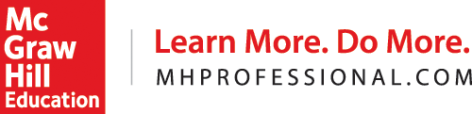 Mc
Graw
Hill
Education
Learn More. Do More.
MHPROFESSIONAL.COM